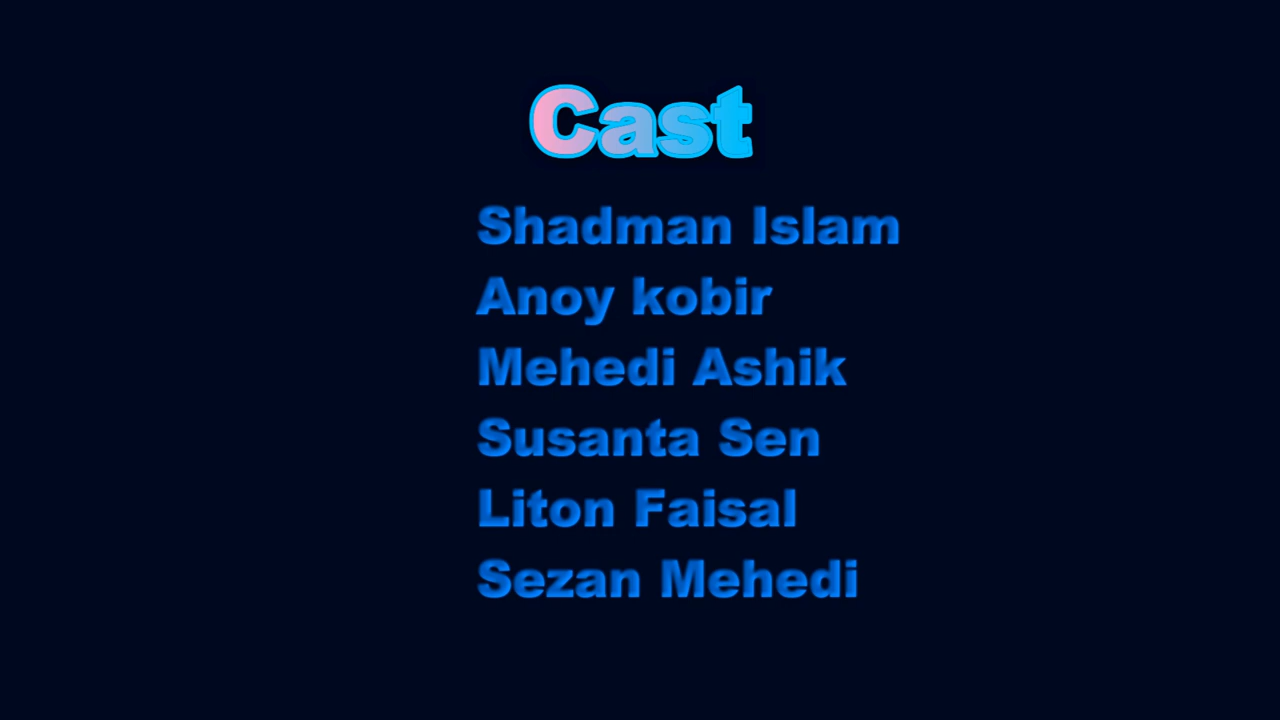 Cast
Shadman Islam
Anoy kobir
Mehedi Ashik
Susanta Sen
Liton Faisal
Sezan Mehedi